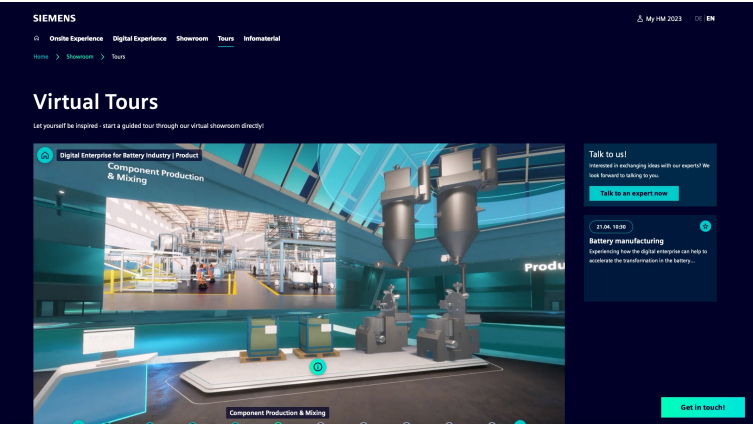 SIEMENS
My HM 2023
DE | EN
Onsite Experience Digital Experience Showroom Tours Infomaterial
Home > Showroom > Tours
Virtual Tours
Let yourself be inspired - start a guided tour through our virtual showroom directly!
Digital Enterprise for Battery Industry | Product
Component Production
& Mixing
Produ
Component Production & Mixing
Talk to us!
Interested in exchanging ideas with our experts? We
look forward to talking to you.
Talk to an expert now
21.04. 10:30
Battery manufacturing
Experiencing how the digital enterprise can help to
accelerate the transformation in the battery...
Get in touch!